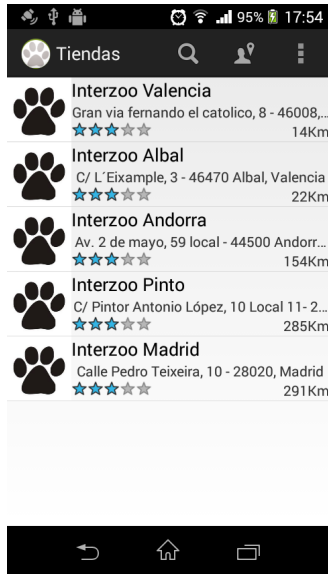 95% 17:54
Tiendas
Interzoo Valencia
Gran via fernando el catolico, 8 - 46008,...
14Km
Interzoo Albal
C/ L´Eixample, 3 - 46470 Albal, Valencia
22Km
Interzoo Andorra
Av. 2 de mayo, 59 local - 44500 Andorr...
154Km
Interzoo Pinto
C/ Pintor Antonio López, 10 Local 11- 2...
285Km
Interzoo Madrid
Calle Pedro Teixeira, 10 - 28020, Madrid
291Km